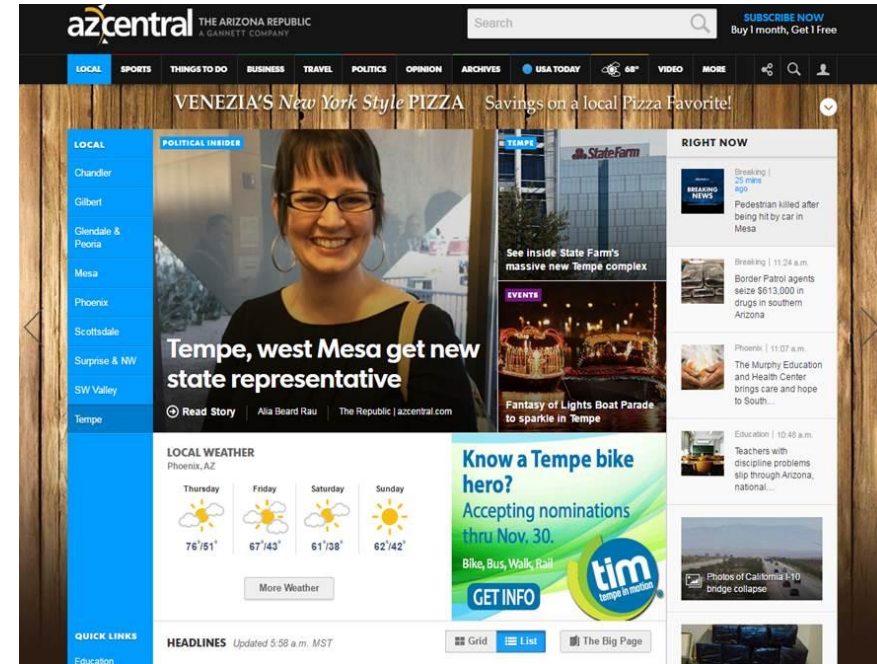 azcentral THE ARIZONA REPUBLIC
A GANNETT COMPANY
Search
SUBSCRIBE NOW
Buy 1 month, Get 1 Free
LOCAL SPORTS THINGS TO DO BUSINESS TRAVEL POLITICS OPINION ARCHIVES USA TODAY 68° VIDEO MORE
VENEZIA'S New York Style PIZZA Savings on a local Pizza Favorite!
LOCAL
Chandler
Gilbert
Glendale &
Peoria
Mesa
Phoenix
Scottsdale
Surprise & NW
SW Valley
Tempe
POLITICAL INSIDER
Tempe, west Mesa get new
state representative
Read Story Alia Beard Rau The Republic | azcentral.com
TEMPE
StateFarm
See inside State Farm's
massive new Tempe complex
EVENTS
Fantasy of Lights Boat Parade
to sparkle in Tempe
RIGHT NOW
BREAKING
NEWS
Breaking |
25 mins
ago
Pedestrian killed after
being hit by car in
Mesa
Breaking | 11:24 a.m.
Border Patrol agents
seize $613,000 in
drugs in southern
Arizona
Phoenix | 11:07 a.m.
The Murphy Education
and Health Center
brings care and hope
to South...
Education | 10:48 a.m.
Teachers with
discipline problems
slip through Arizona,
national...
Photos of California I-10
bridge collapse
LOCAL WEATHER
Phoenix, AZ
Thursday Friday Saturday Sunday
76°/51° 67°/43° 61°/38° 62°/42°
More Weather
Know a Tempe bike
hero?
Accepting nominations
thru Nov. 30.
Bike, Bus, Walk, Rail
GET INFO
tim
tempe in motion
QUICK LINKS
Education
HEADLINES Updated 5:58 a.m. MST
Grid List The Big Page